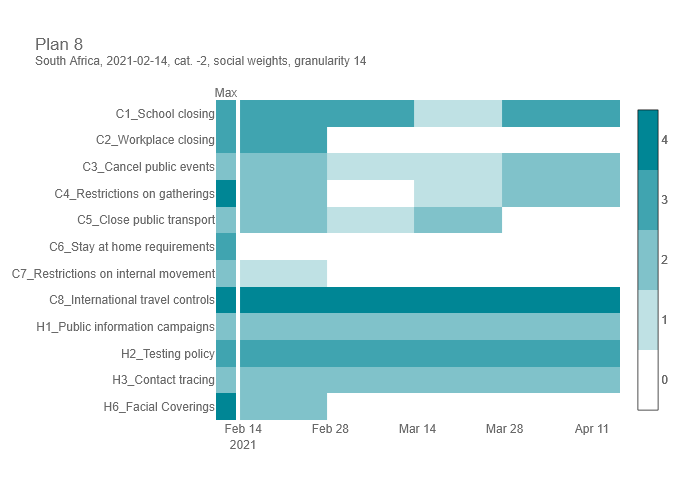 Plan 8
South Africa, 2021-02-14, cat. -2, social weights, granularity 14
Max
C1_School closing
C2_Workplace closing
C3_Cancel public events
C4_Restrictions on gatherings
C5_Close public transport
C6_Stay at home requirements
C7_Restrictions on internal movement
C8_International travel controls
H1_Public information campaigns
H2_Testing policy
H3_Contact tracing
H6_Facial Coverings
Feb 14 Feb 28 Mar 14 Mar 28 Apr 11
2021
4
3
2
1
0